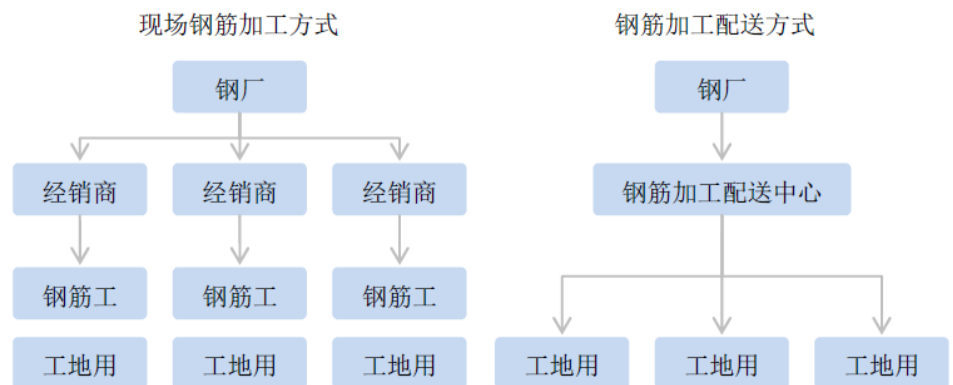 现场钢筋加工方式
钢厂
经销商
经销商
经销商
钢筋工
钢筋工
钢筋工
工地用
工地用
工地用
钢筋加工配送方式
钢厂
钢筋加工配送中心
工地用
工地用
工地用